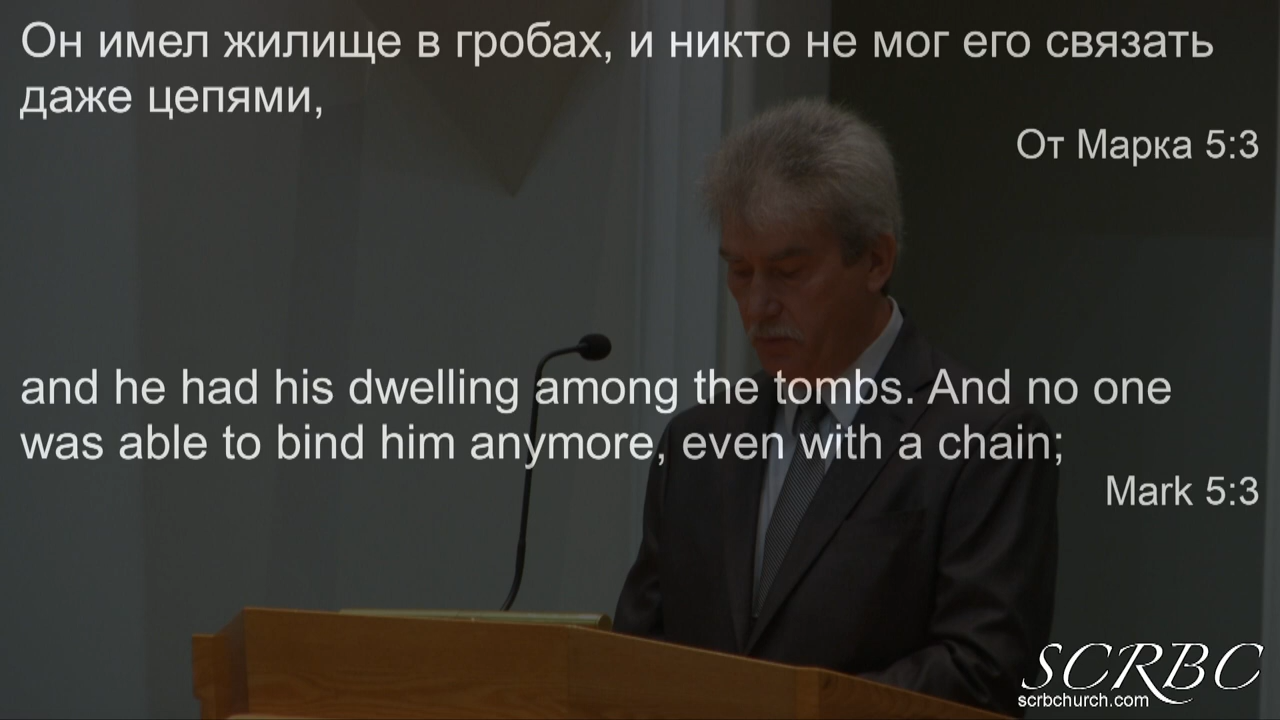 Он имел жилище в гробах, и никто не мог его связать
даже цепями,
От Марка 5:3
and he had his dwelling among the tombs. And no one
was able to bind him anymore, even with a chain;
Mark 5:3
SCRBC
scrbchurch.com